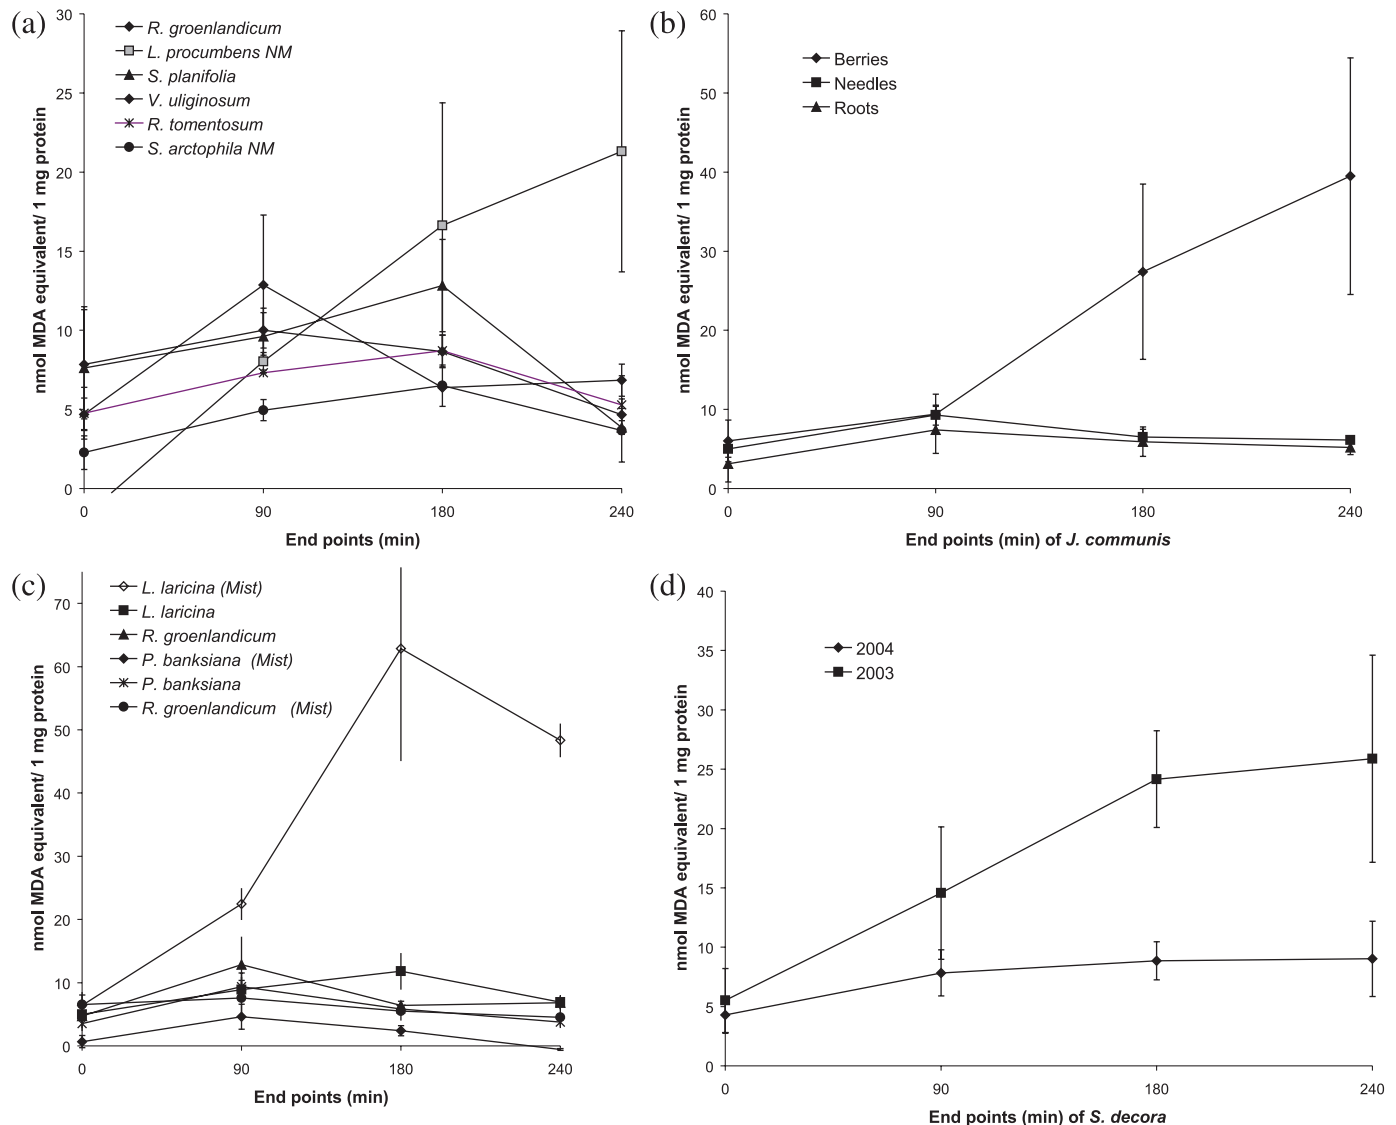 (a)
nmol MDA equivalent/ 1 mg protein
30
25
20
15
10
5
0
R. groenlandicum
L. procumbens NM
S. planifolia
V. uliginosum
R. tomentosum
S. arctophila NM
0 90 180 240
End points (min)
(b)
nmol MDA equivalent/ 1 mg protein
60
50
40
30
20
10
0
Berries
Needles
Roots
0 90 180 240
End points (min) of J. communis
(c)
nmol MDA equivalent/ 1 mg protein
70
60
50
40
30
20
10
0
L. laricina (Mist)
L. laricina
R. groenlandicum
P. banksiana (Mist)
P. banksiana
R. groenlandicum (Mist)
0 90 180 240
End points (min)
(d)
nmol MDA equivalent/ 1 mg protein
40
35
30
25
20
15
10
5
0
2004
2003
0 90 180 240
End points (min) of S. decora